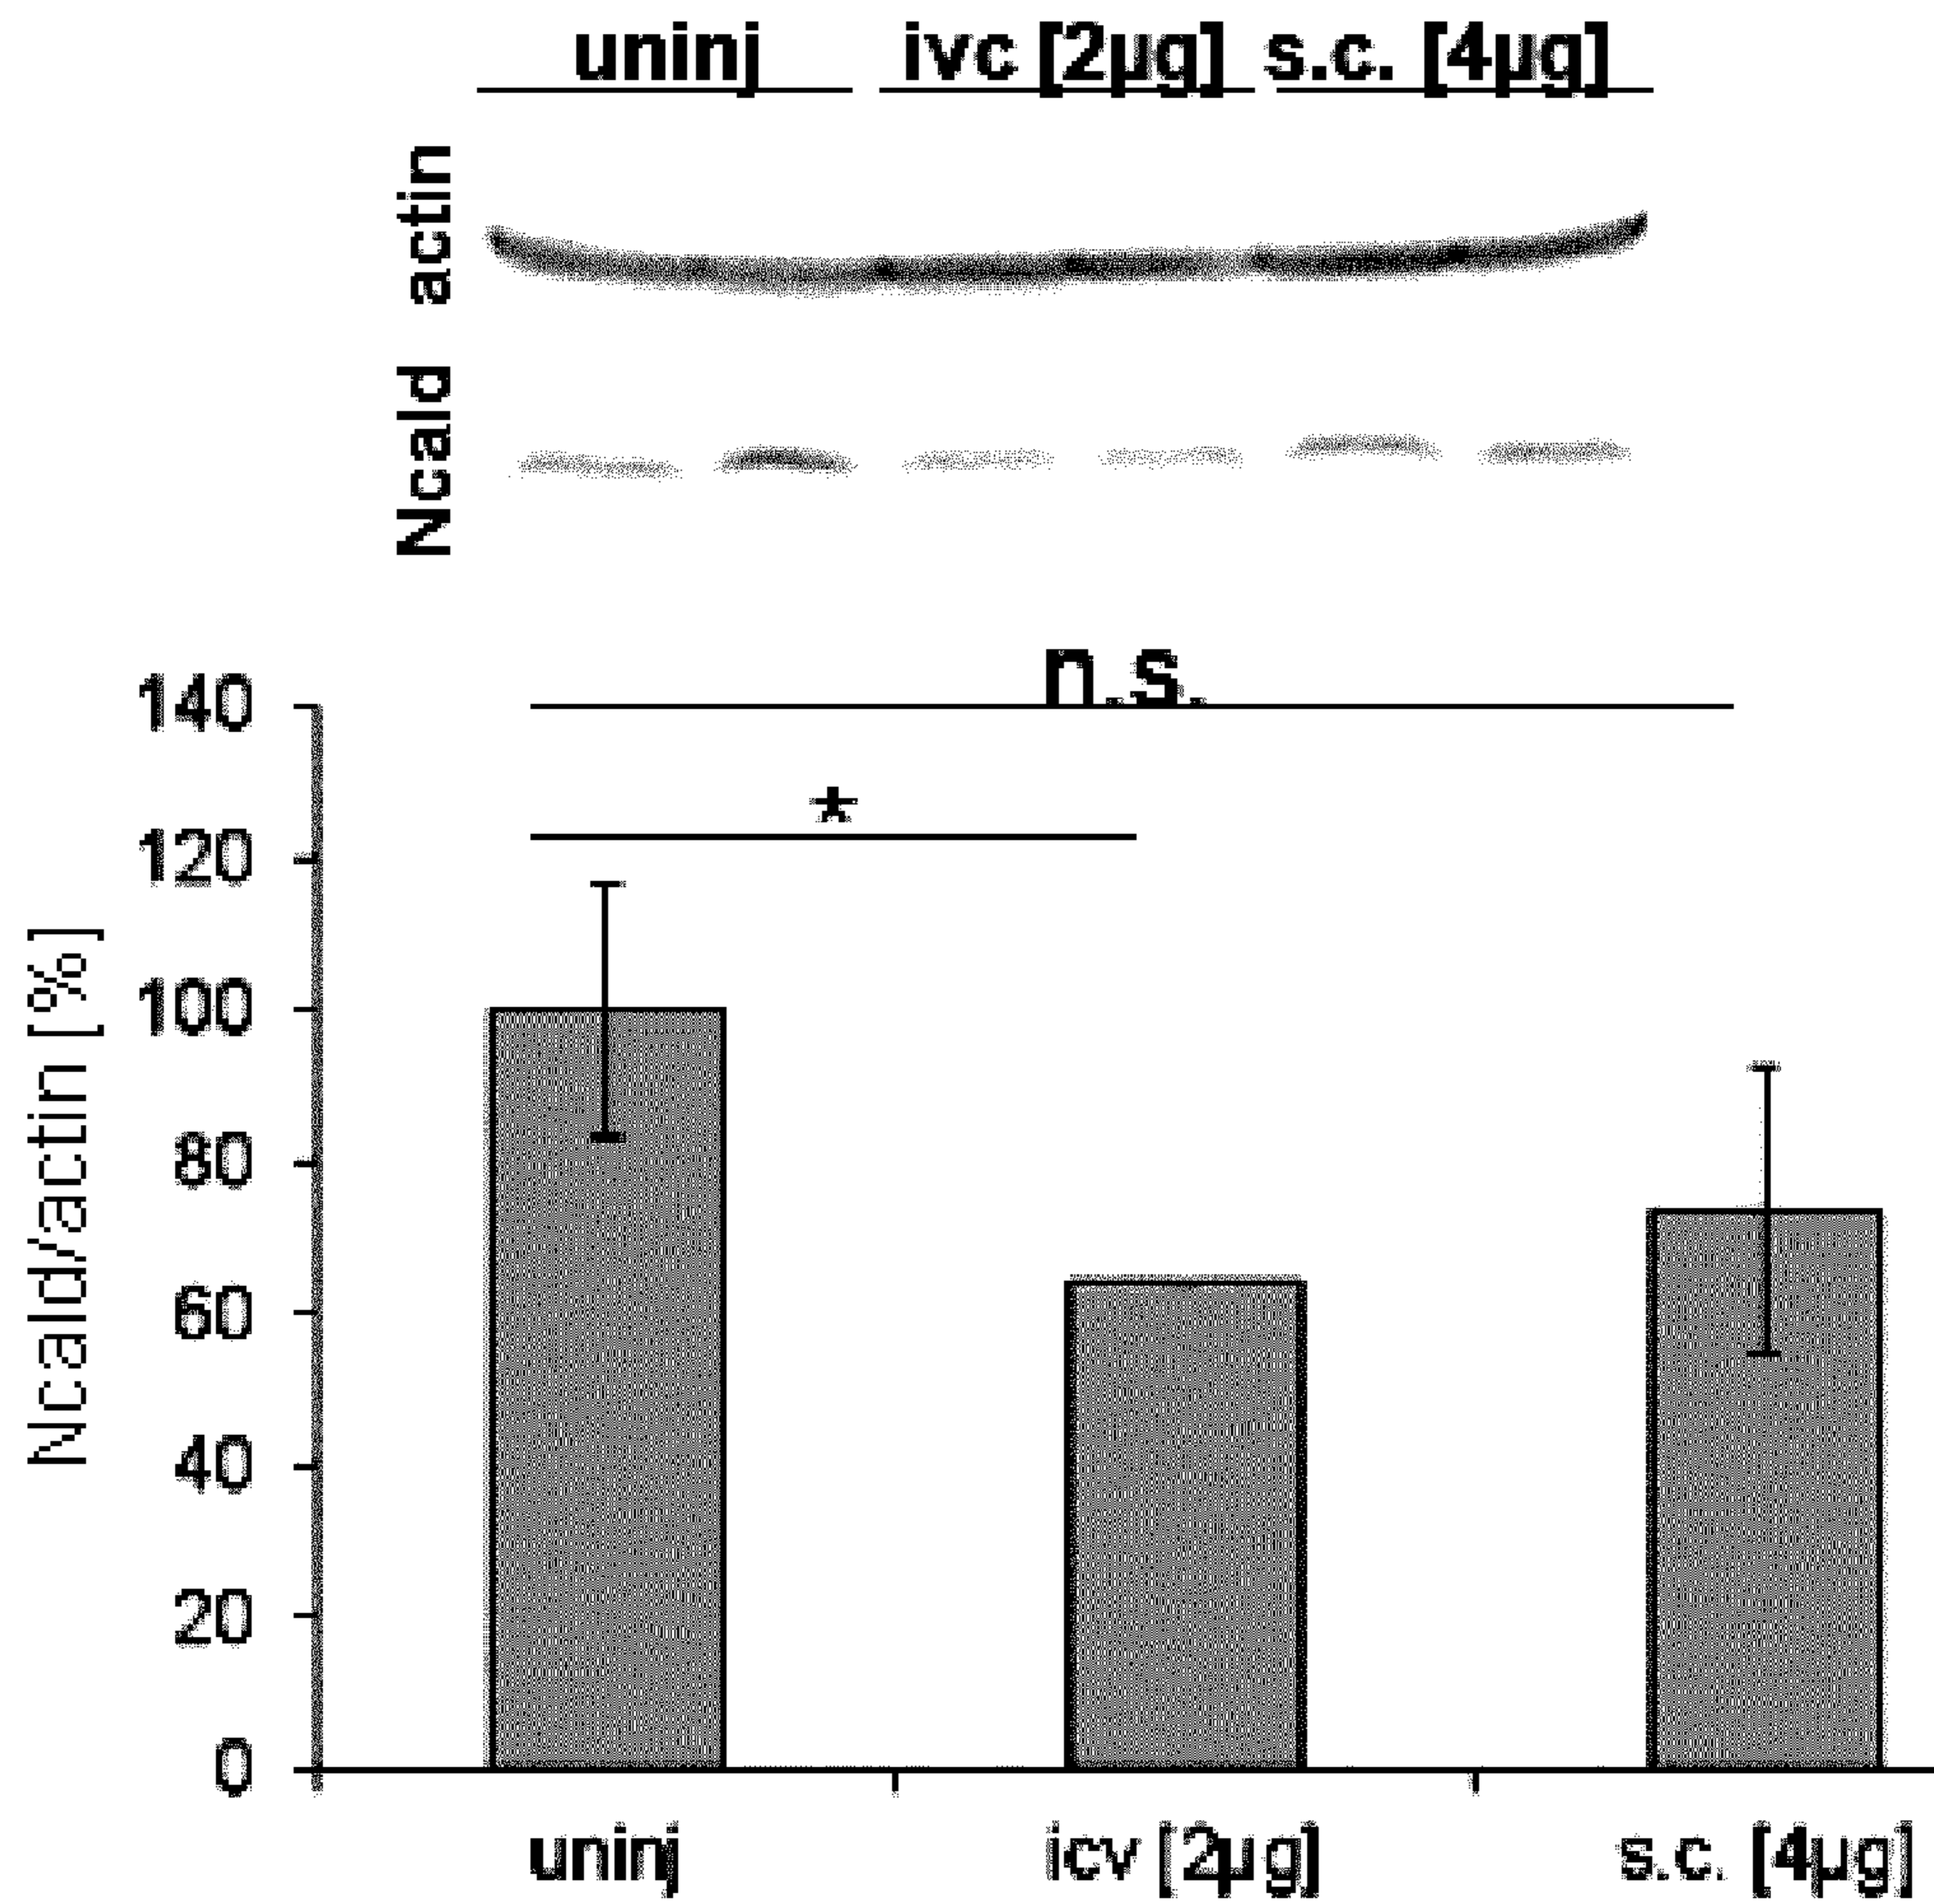 uninj ivc [2µg] s.c. [4µg]
actin
Ncald
n.s.
*
Ncald/actin [%]
140
120
100
80
60
40
20
0
uninj icv [2µg] s.c. [4µg]